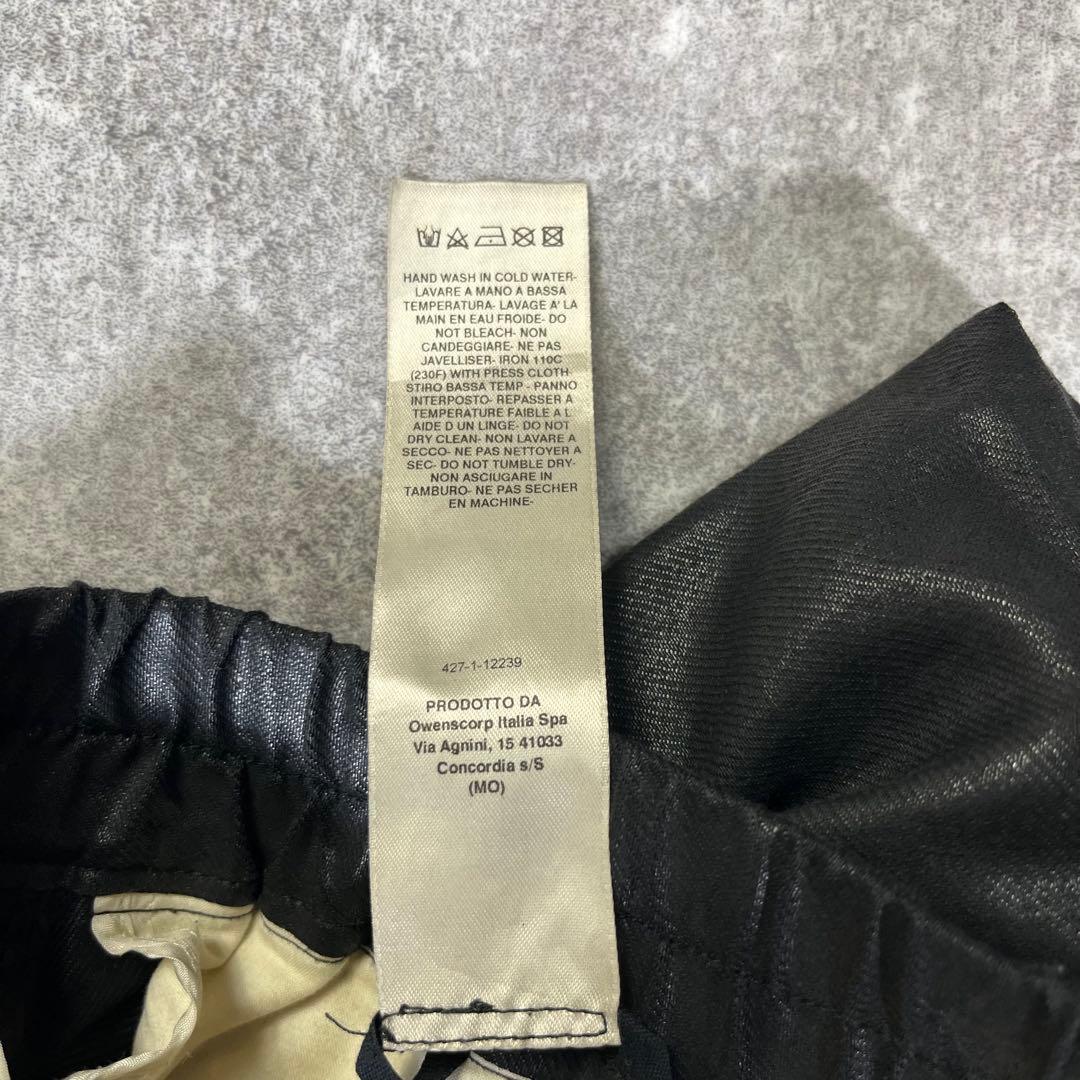 HAND WASH IN COLD WATER-
LAVARE A MANO A BASSA
TEMPERATURA- LAVAGE A' LA
MAIN EN EAU FROIDE- DO
NOT BLEACH- NON
CANDEGGIARE- NE PAS
JAVELLISER- IRON 110C
(230F) WITH PRESS CLOTH-
STIRO BASSA TEMP - PANNO
INTERPOSTO- REPASSER A
TEMPERATURE FAIBLE A L
AIDE D UN LINGE- DO NOT
DRY CLEAN- NON LAVARE A
SECCO- NE PAS NETTOYER A
SEC- DO NOT TUMBLE DRY-
NON ASCIUGARE IN
TAMBURO- NE PAS SECHER
EN MACHINE-
427-1-12239
PRODOTTO DA
Owenscorp Italia Spa
Via Agnini, 15 41033
Concordia s/S
(MO)